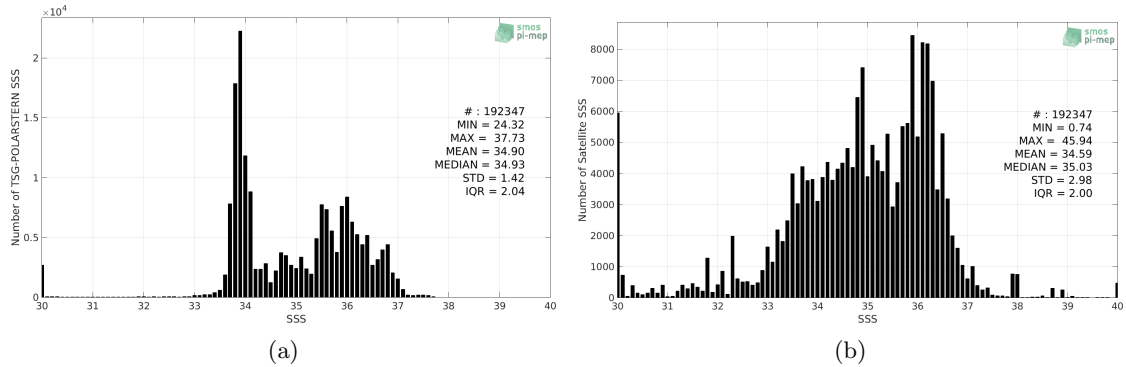 ×10⁴
2
1.5
1
0.5
0
Number of TSG-POLARSTERN SSS
smos
pi-mep
# : 192347
MIN = 24.32
MAX = 37.73
MEAN = 34.90
MEDIAN = 34.93
STD = 1.42
IQR = 2.04
30 31 32 33 34 35 36 37 38 39 40
SSS
(a)
8000
7000
6000
5000
4000
3000
2000
1000
0
Number of Satellite SSS
smos
pi-mep
# : 192347
MIN = 0.74
MAX = 45.94
MEAN = 34.59
MEDIAN = 35.03
STD = 2.98
IQR = 2.00
30 31 32 33 34 35 36 37 38 39 40
SSS
(b)